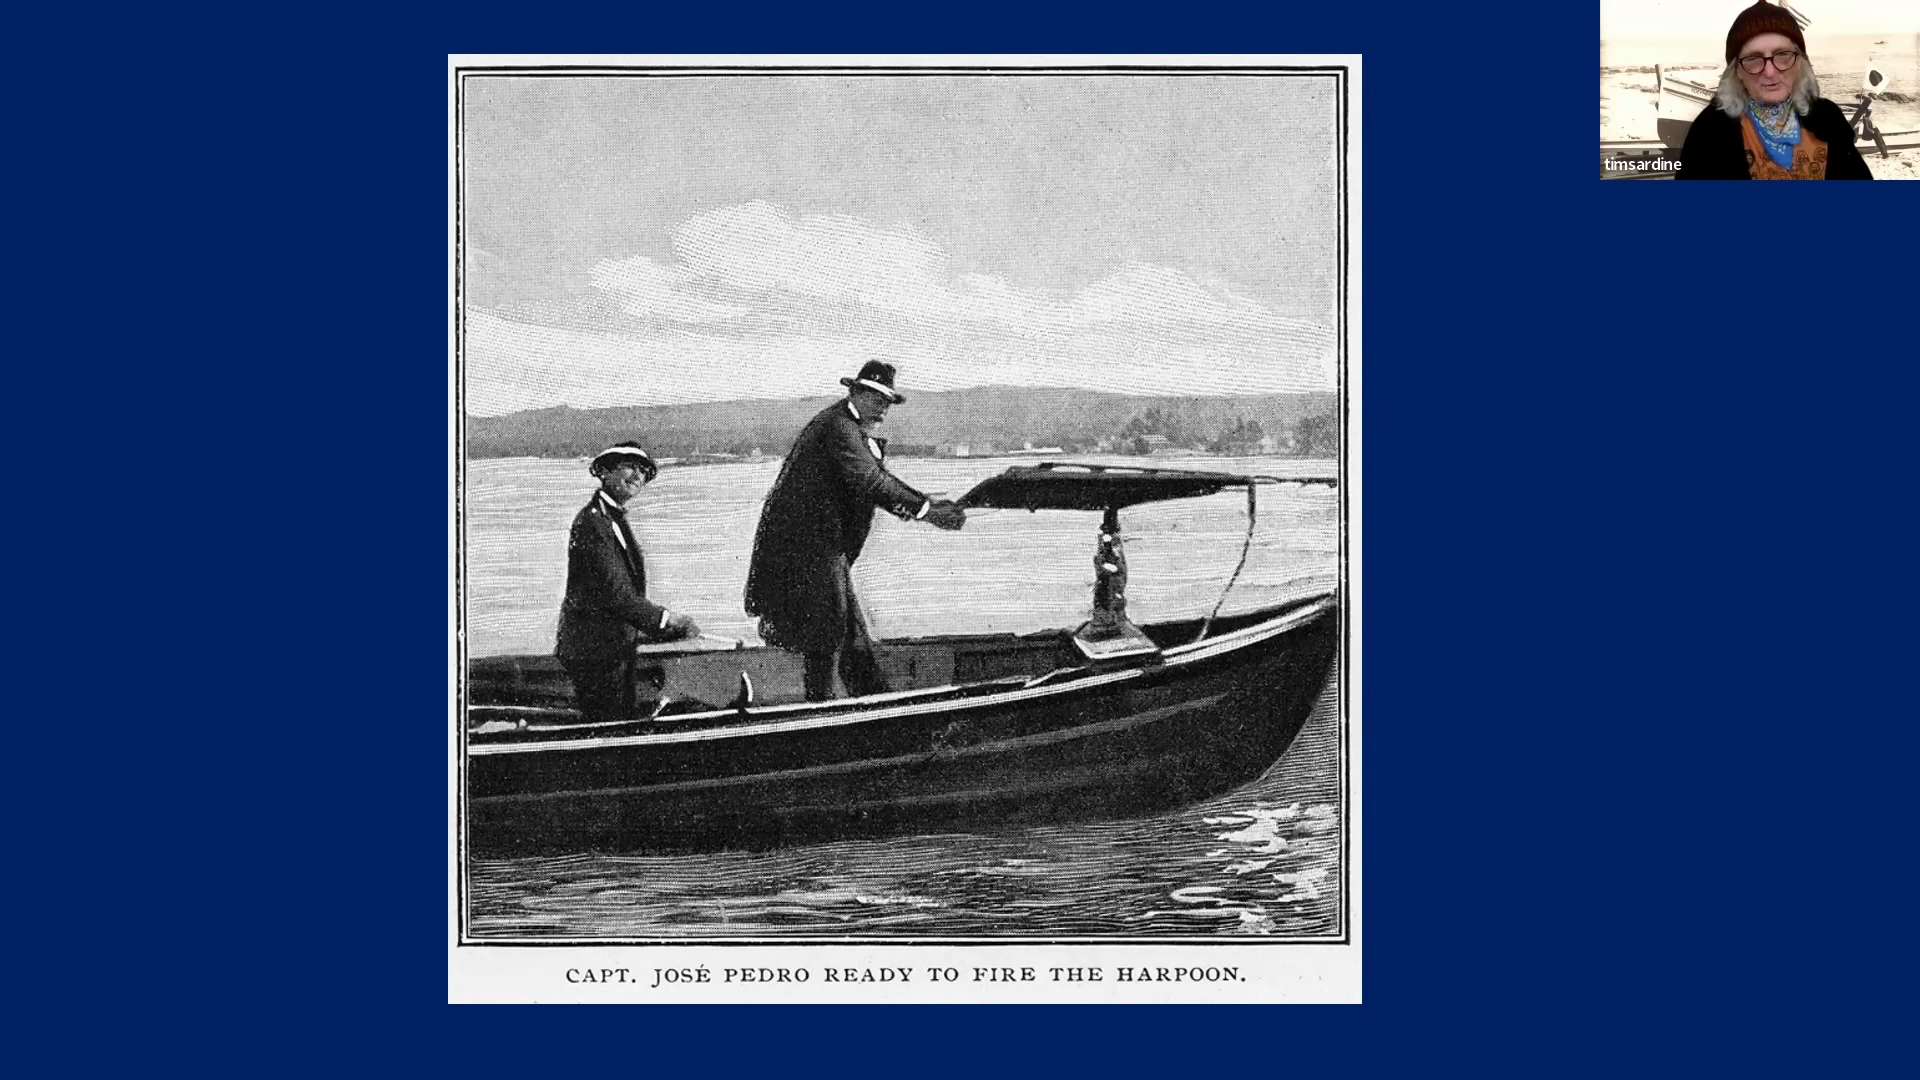 timsardine
CAPT. JOSÉ PEDRO READY TO FIRE THE HARPOON.